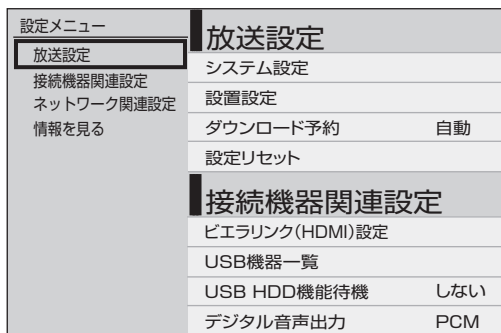 設定メニュー
放送設定
接続機器関連設定
ネットワーク関連設定
情報を見る
放送設定
システム設定
設置設定
ダウンロード予約 自動
設定リセット
接続機器関連設定
ビエラリンク(HDMI)設定
USB機器一覧
USB HDD機能待機 しない
デジタル音声出力 PCM